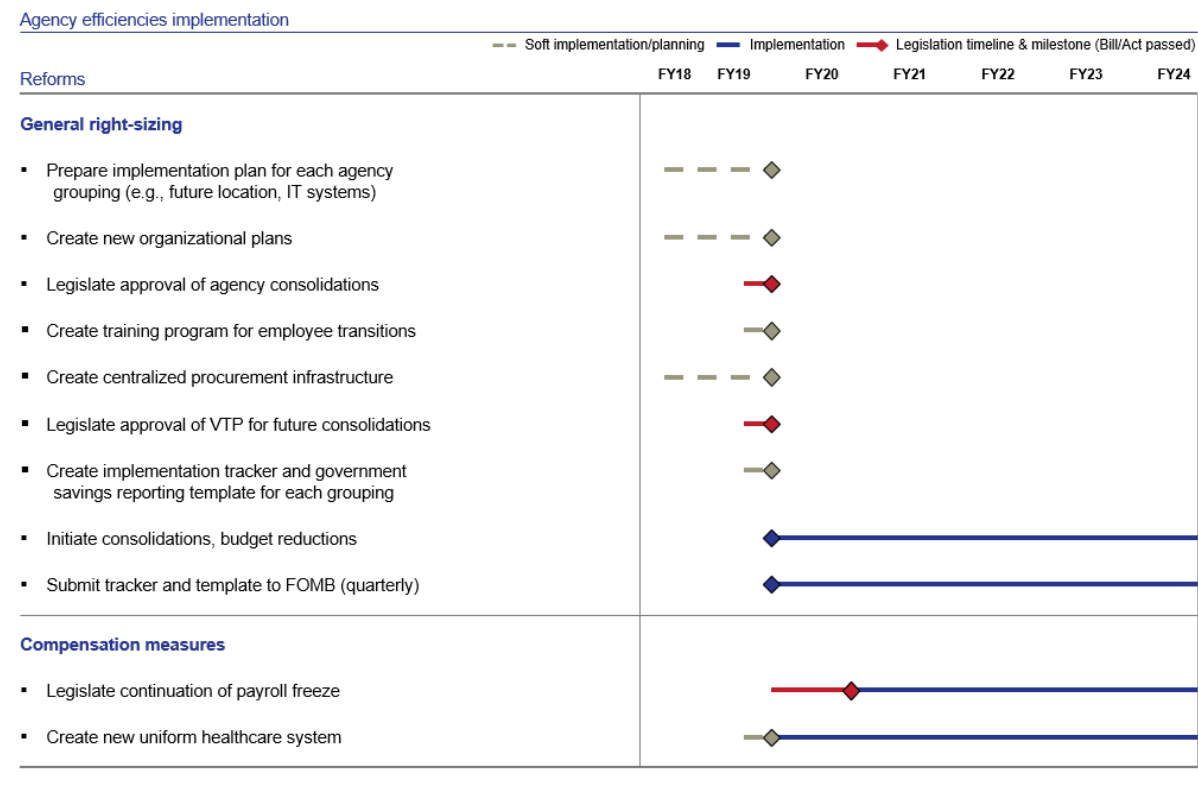 Agency efficiencies implementation
Soft implementation/planning Implementation Legislation timeline & milestone (Bill/Act passed)
Reforms FY18 FY19 FY20 FY21 FY22 FY23 FY24
General right-sizing
▪ Prepare implementation plan for each agency
grouping (e.g., future location, IT systems)
▪ Create new organizational plans
▪ Legislate approval of agency consolidations
▪ Create training program for employee transitions
▪ Create centralized procurement infrastructure
▪ Legislate approval of VTP for future consolidations
▪ Create implementation tracker and government
savings reporting template for each grouping
▪ Initiate consolidations, budget reductions
▪ Submit tracker and template to FOMB (quarterly)
Compensation measures
▪ Legislate continuation of payroll freeze
▪ Create new uniform healthcare system